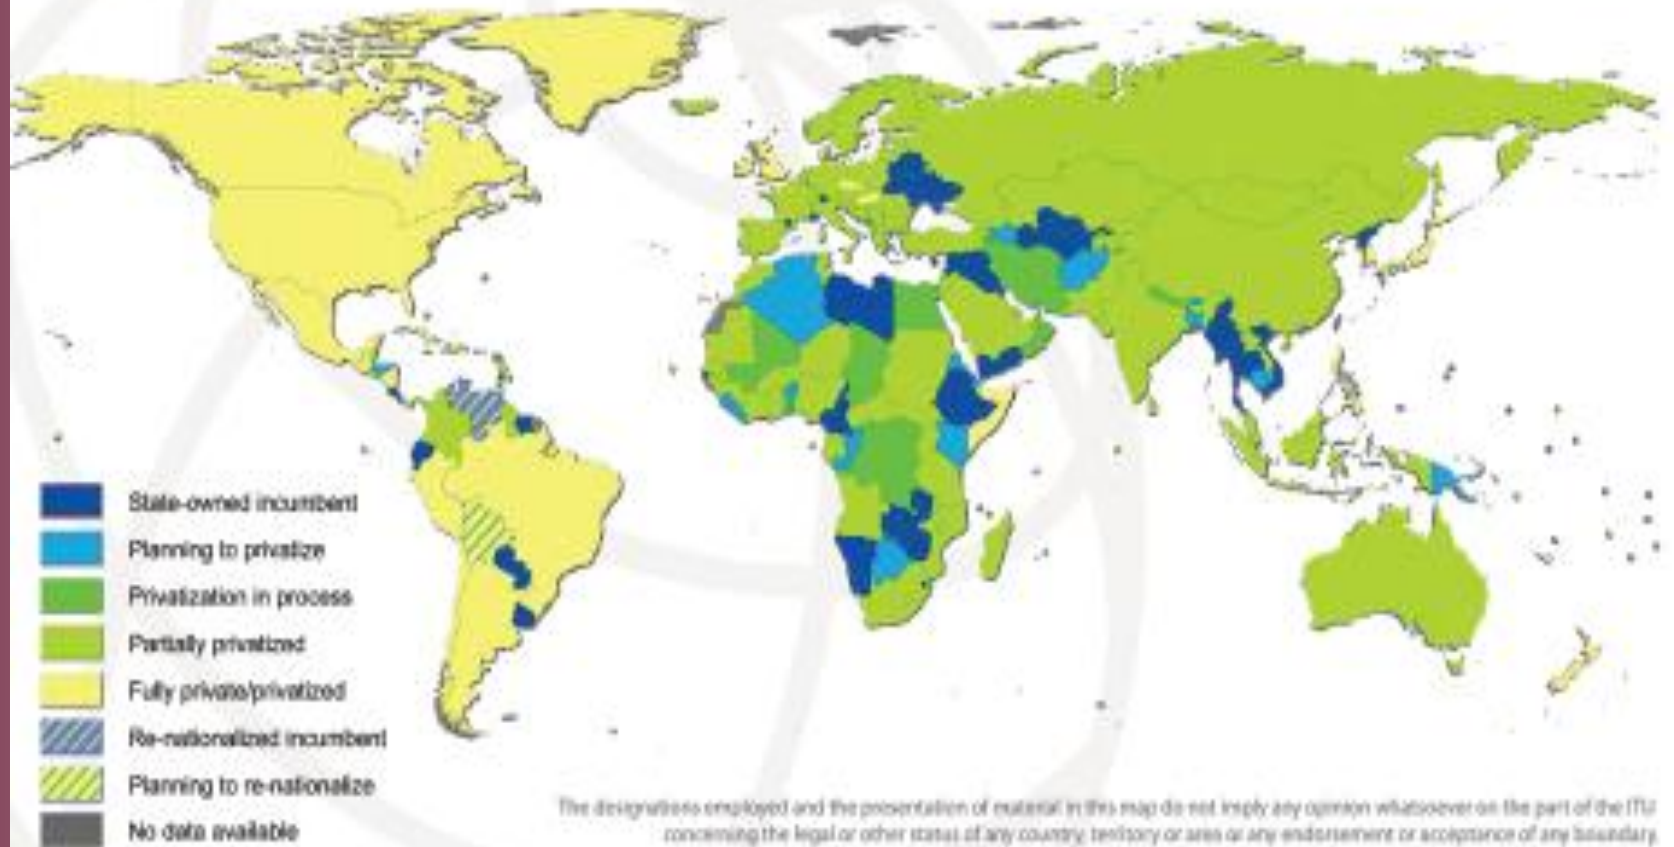 State-owned incumbent
Planning to privatize
Privatization in process
Partially privatized
Fully private/privatized
Re-nationalized incumbent
Planning to re-nationalize
No data available
The designations employed and the presentation of material in this map do not imply any opinion whatsoever on the part of the ITU
concerning the legal or other status of any country, territory or area or any endorsement or acceptance of any boundary.